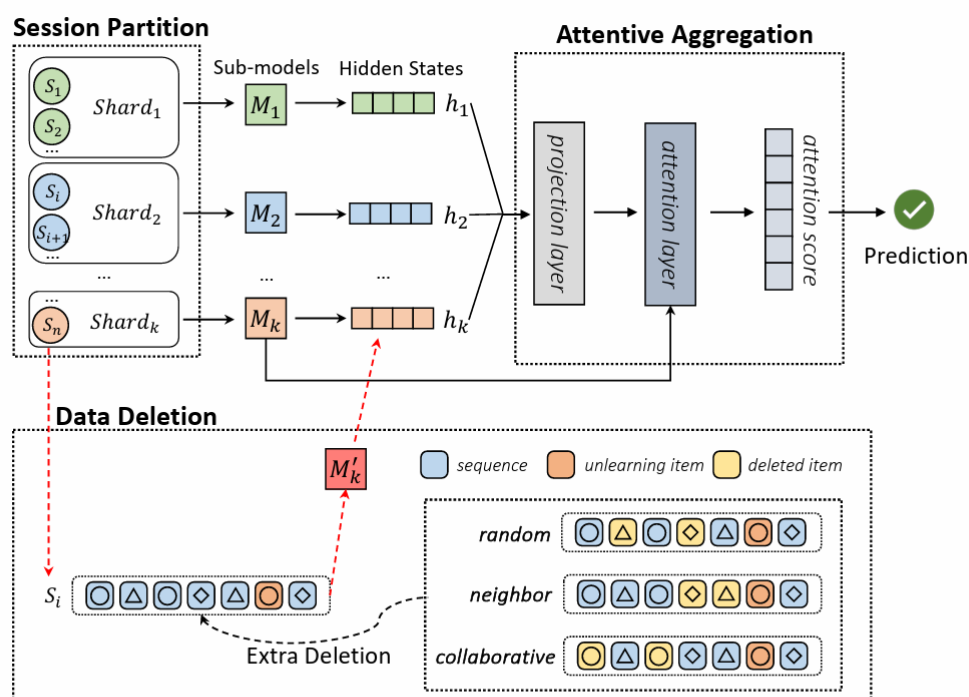 Session Partition
Attentive Aggregation
Sub-models
Hidden States
S₁
S₂
...
Shard₁
M₁
h₁
Sᵢ
Sᵢ₊₁
...
Shard₂
M₂
h₂
...
...
...
...
Sₙ
Shardₖ
Mₖ
hₖ
projection layer
attention layer
attention score
Prediction
Data Deletion
M′ₖ
sequence
unlearning item
deleted item
random
neighbor
collaborative
Sᵢ
Extra Deletion